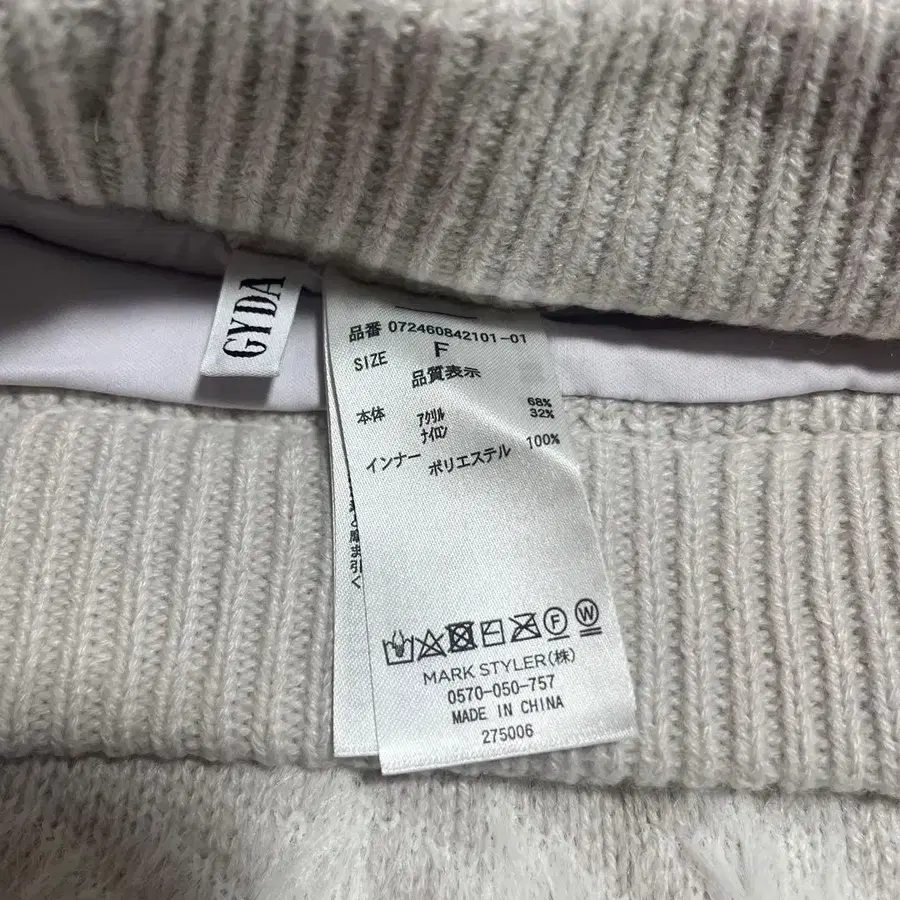 GYDA
品番 072460842101-01
SIZE F
品質表示
本体 アクリル 68%
ナイロン 32%
インナー ポリエステル 100%
F W
MARK STYLER(株)
0570-050-757
MADE IN CHINA
275006